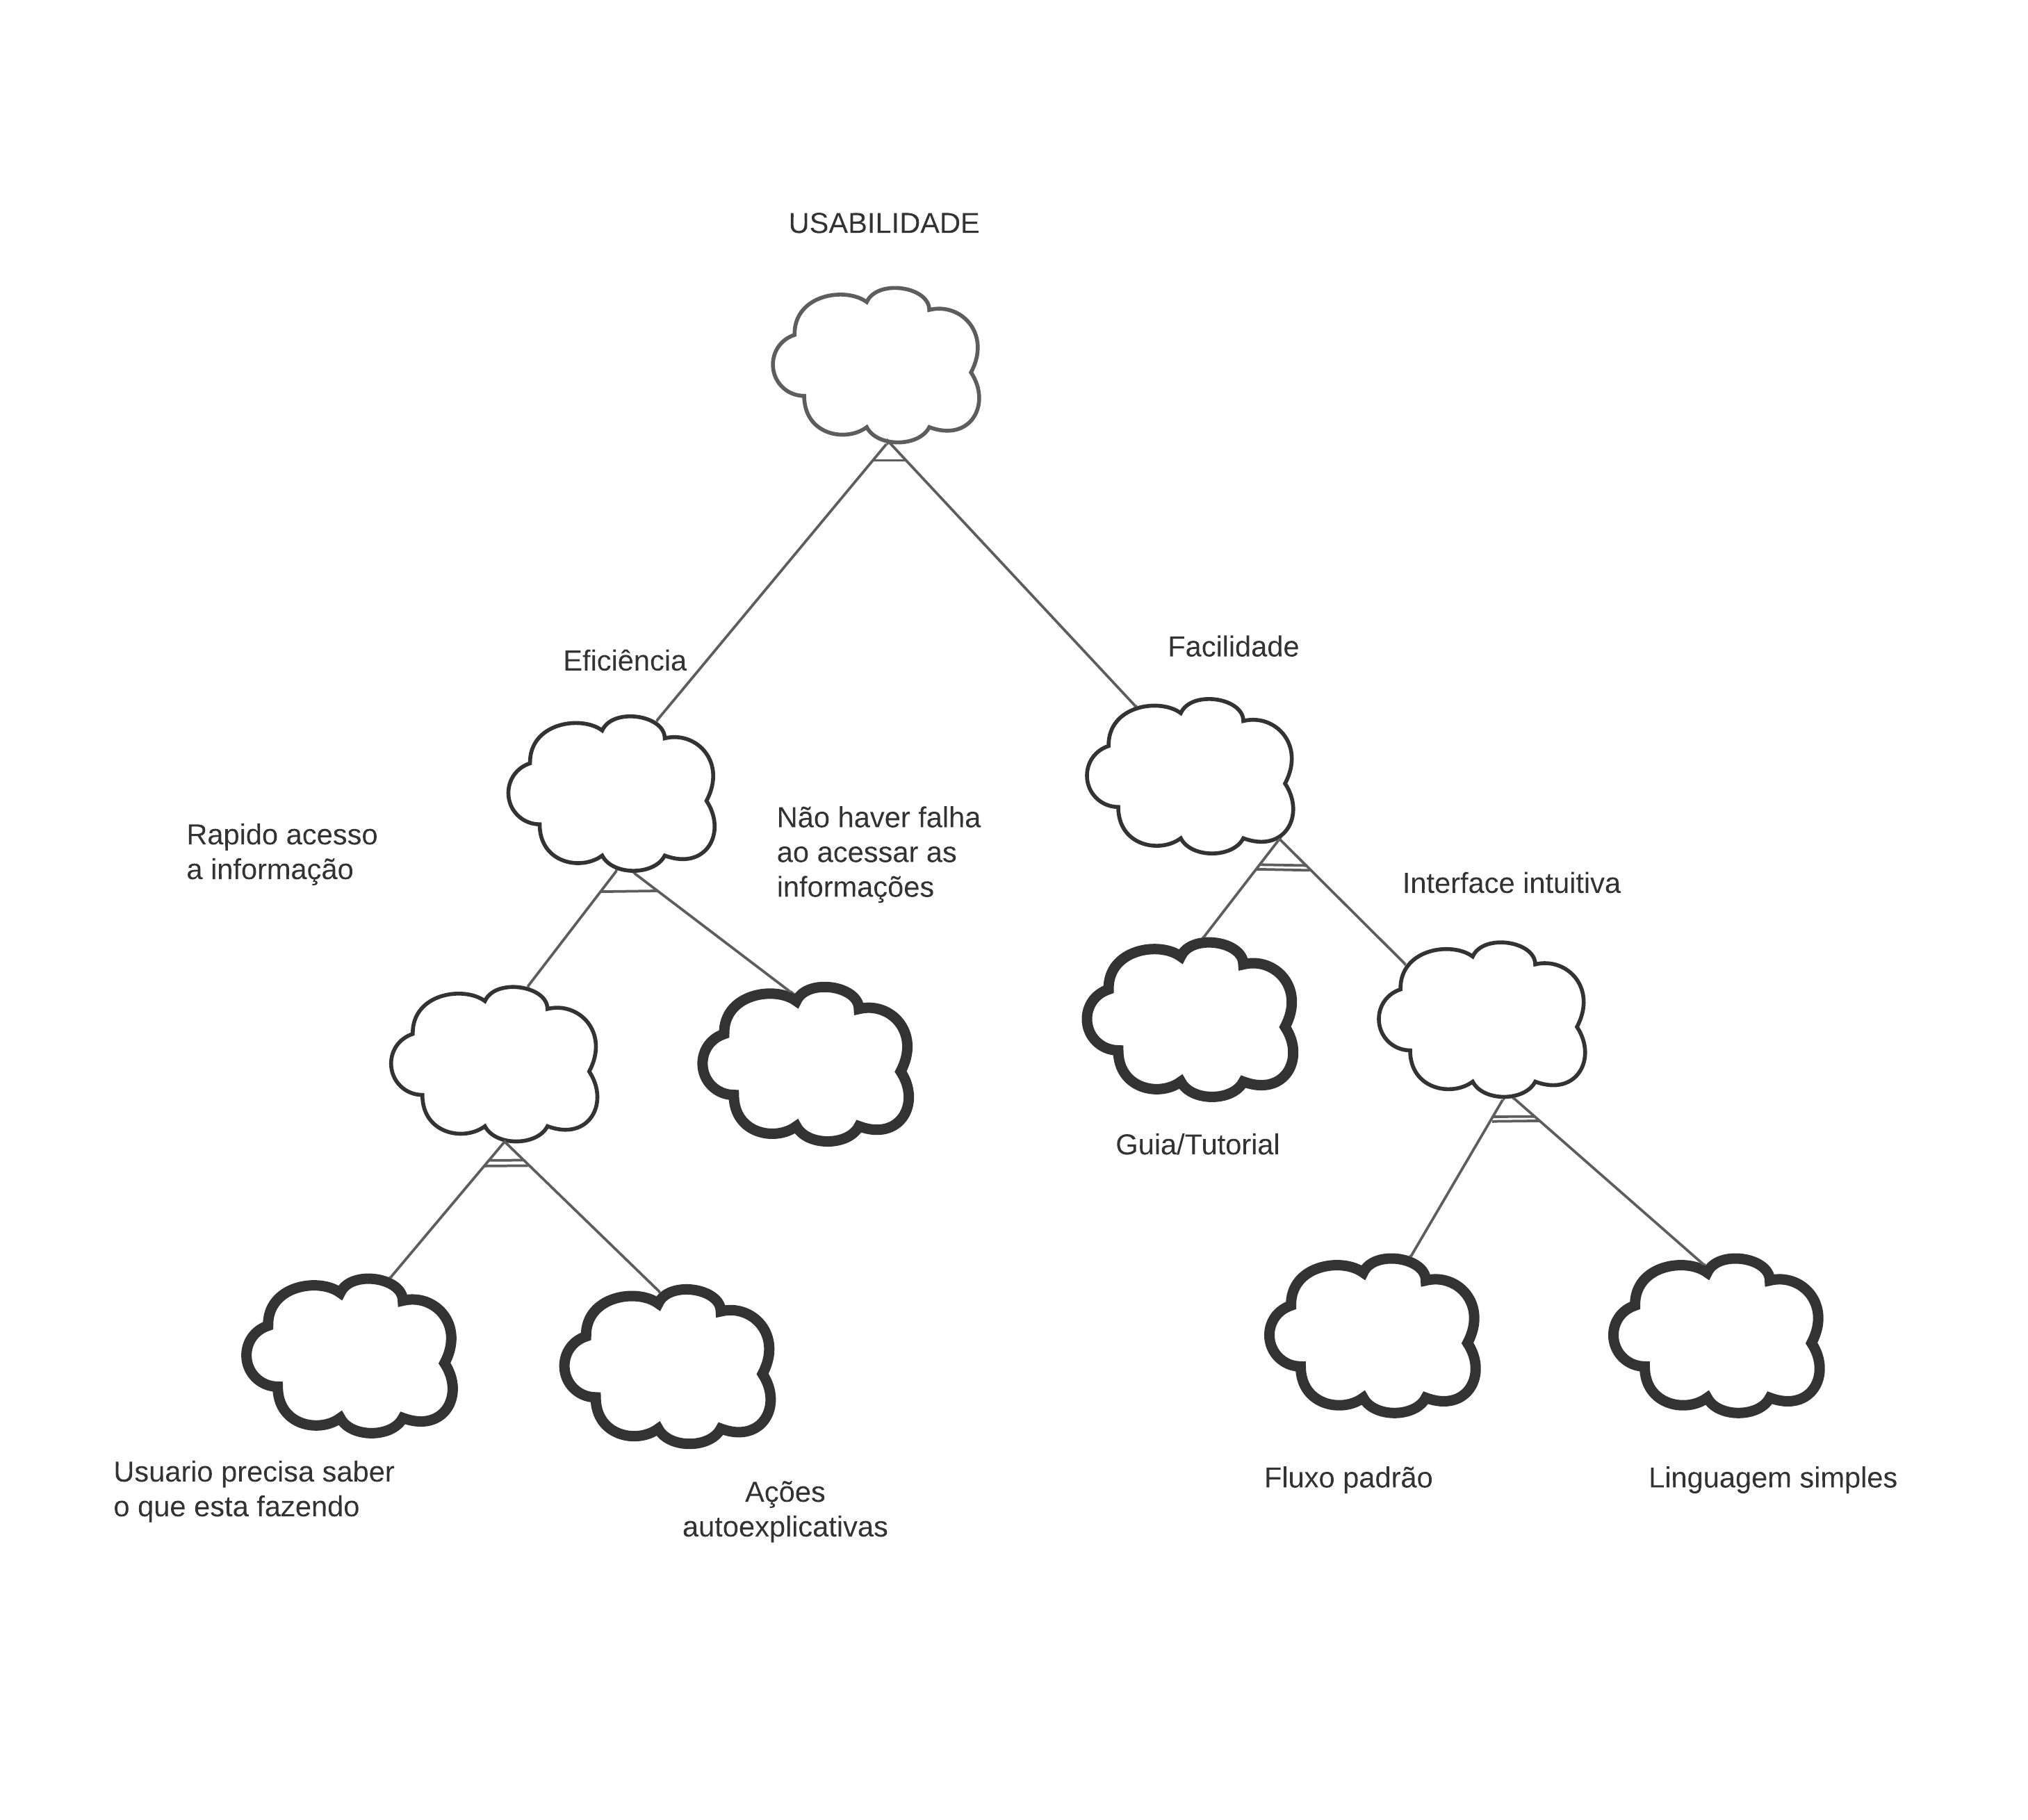 USABILIDADE
Eficiência
Facilidade
Rapido acesso
a informação
Não haver falha
ao acessar as
informações
Interface intuitiva
Guia/Tutorial
Usuario precisa saber
o que esta fazendo
Ações
autoexplicativas
Fluxo padrão
Linguagem simples